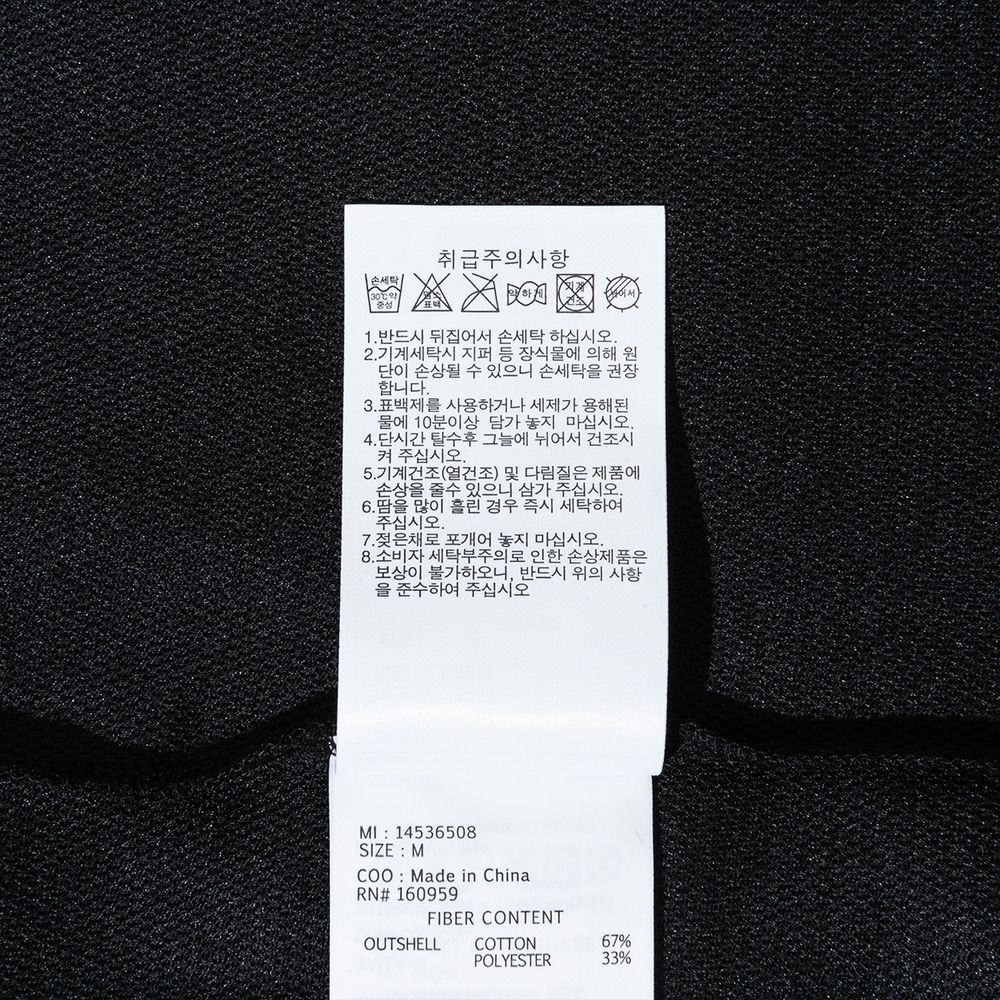 취급주의사항
손세탁 30℃약 중성 염소 표백 약하게 기계 건조 뉘어서
1.반드시 뒤집어서 손세탁 하십시오.
2.기계세탁시 지퍼 등 장식물에 의해 원
단이 손상될 수 있으니 손세탁을 권장
합니다.
3.표백제를 사용하거나 세제가 용해된
물에 10분이상 담가 놓지 마십시오.
4.단시간 탈수후 그늘에 뉘어서 건조시
켜 주십시오.
5.기계건조(열건조) 및 다림질은 제품에
손상을 줄수 있으니 삼가 주십시오.
6.땀을 많이 흘린 경우 즉시 세탁하여
주십시오.
7.젖은채로 포개어 놓지 마십시오.
8.소비자 세탁부주의로 인한 손상제품은
보상이 불가하오니, 반드시 위의 사항
을 준수하여 주십시오
MI : 14536508
SIZE : M
COO : Made in China
RN# 160959
FIBER CONTENT
OUTSHELL COTTON 67%
POLYESTER 33%